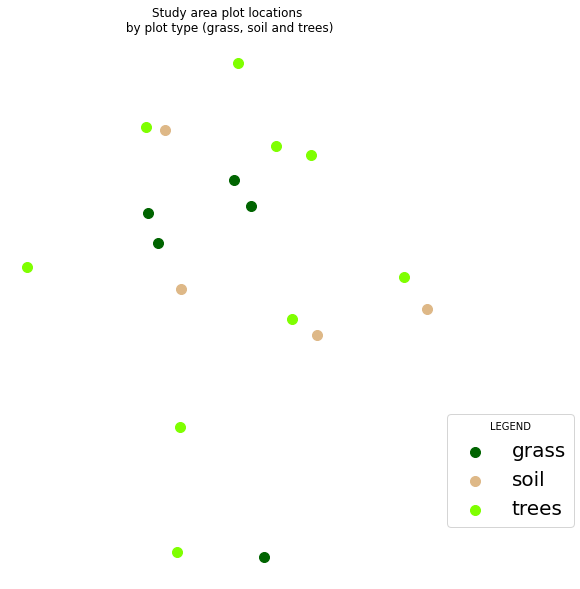 Study area plot locations
by plot type (grass, soil and trees)
LEGEND
grass
soil
trees